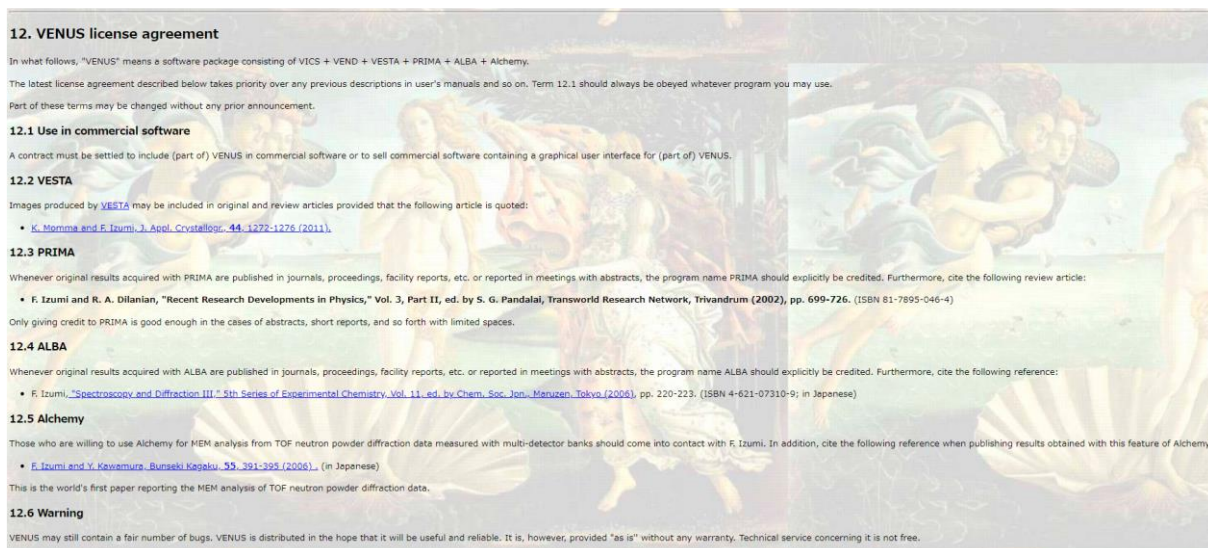 12. VENUS license agreement
In what follows, "VENUS" means a software package consisting of VICS + VEND + VESTA + PRIMA + ALBA + Alchemy.
The latest license agreement described below takes priority over any previous descriptions in user's manuals and so on. Term 12.1 should always be obeyed whatever program you may use.
Part of these terms may be changed without any prior announcement.
12.1 Use in commercial software
A contract must be settled to include (part of) VENUS in commercial software or to sell commercial software containing a graphical user interface for (part of) VENUS.
12.2 VESTA
Images produced by VESTA may be included in original and review articles provided that the following article is quoted:
• K. Momma and F. Izumi, J. Appl. Crystallogr., 44, 1272-1276 (2011).
12.3 PRIMA
Whenever original results acquired with PRIMA are published in journals, proceedings, facility reports, etc. or reported in meetings with abstracts, the program name PRIMA should explicitly be credited. Furthermore, cite the following review article:
• F. Izumi and R. A. Dilanian, "Recent Research Developments in Physics," Vol. 3, Part II, ed. by S. G. Pandalai, Transworld Research Network, Trivandrum (2002), pp. 699-726. (ISBN 81-7895-046-4)
Only giving credit to PRIMA is good enough in the cases of abstracts, short reports, and so forth with limited spaces.
12.4 ALBA
Whenever original results acquired with ALBA are published in journals, proceedings, facility reports, etc. or reported in meetings with abstracts, the program name ALBA should explicitly be credited. Furthermore, cite the following reference:
• F. Izumi, "Spectroscopy and Diffraction III," 5th Series of Experimental Chemistry, Vol. 11, ed. by Chem. Soc. Jpn., Maruzen, Tokyo (2006), pp. 220-223. (ISBN 4-621-07310-9; in Japanese)
12.5 Alchemy
Those who are willing to use Alchemy for MEM analysis from TOF neutron powder diffraction data measured with multi-detector banks should come into contact with F. Izumi. In addition, cite the following reference when publishing results obtained with this feature of Alchemy
• F. Izumi and Y. Kawamura, Bunseki Kagaku, 55, 391-395 (2006) . (in Japanese)
This is the world's first paper reporting the MEM analysis of TOF neutron powder diffraction data.
12.6 Warning
VENUS may still contain a fair number of bugs. VENUS is distributed in the hope that it will be useful and reliable. It is, however, provided "as is" without any warranty. Technical service concerning it is not free.